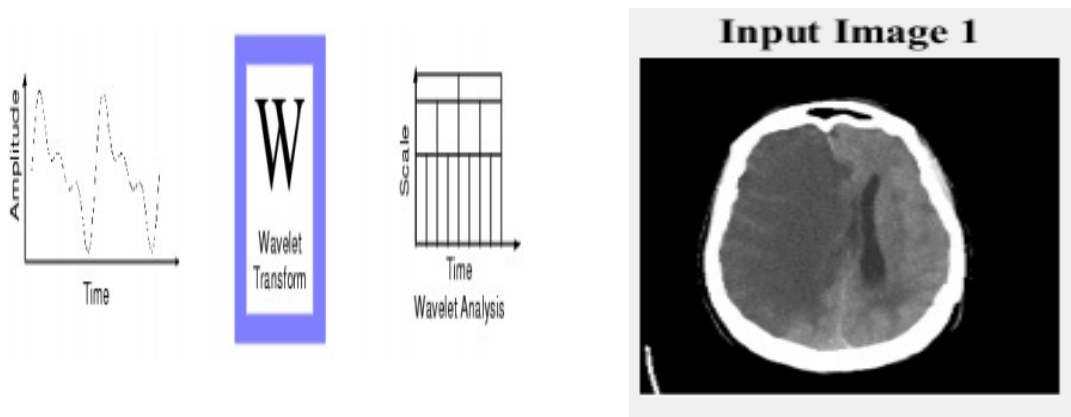 Amplitude
Time
W
Wavelet
Transform
Scale
Time
Wavelet Analysis
Input Image 1